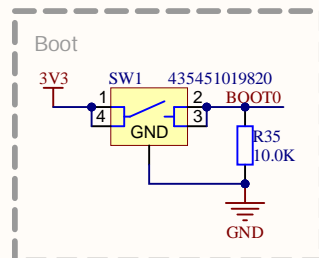 Boot
3V3
SW1 435451019820
1
2
BOOT0
4
3
GND
R35
10.0K
GND